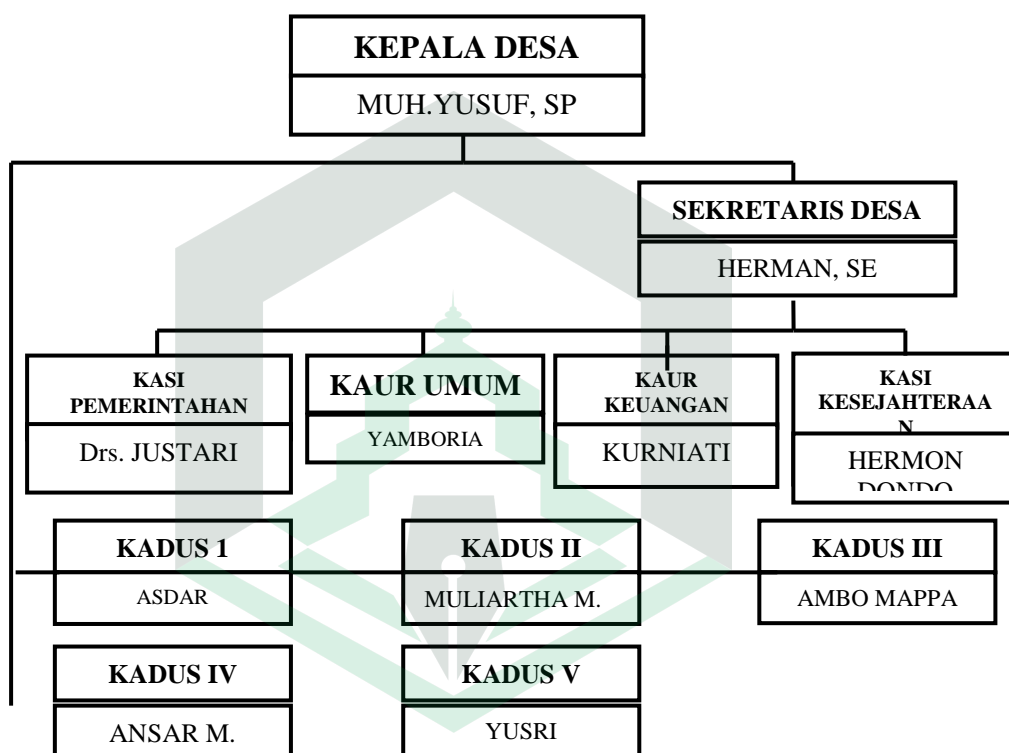 KEPALA DESA
MUH.YUSUF, SP
SEKRETARIS DESA
HERMAN, SE
KASI
PEMERINTAHAN
Drs. JUSTARI
KAUR UMUM
YAMBORIA
KAUR
KEUANGAN
KURNIATI
KASI
KESEJAHTERAA
N
HERMON
DONDO
KADUS 1
ASDAR
KADUS II
MULIARTHA M.
KADUS III
AMBO MAPPA
KADUS IV
ANSAR M.
KADUS V
YUSRI